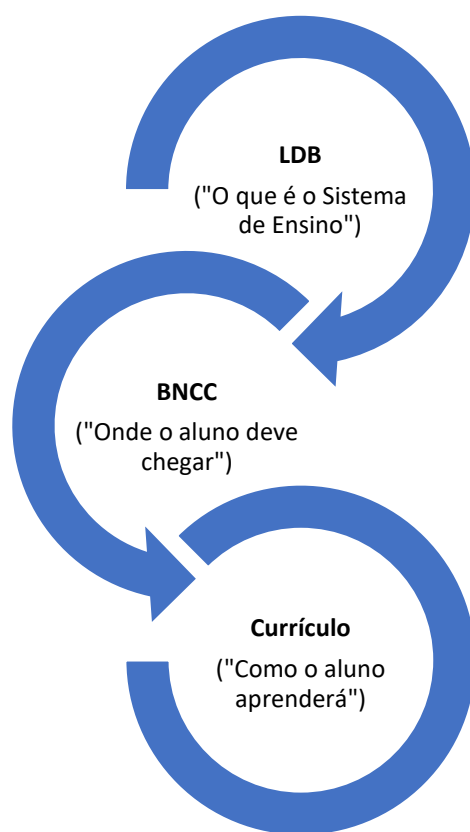 LDB
("O que é o Sistema
de Ensino")
BNCC
("Onde o aluno deve
chegar")
Currículo
("Como o aluno
aprenderá")